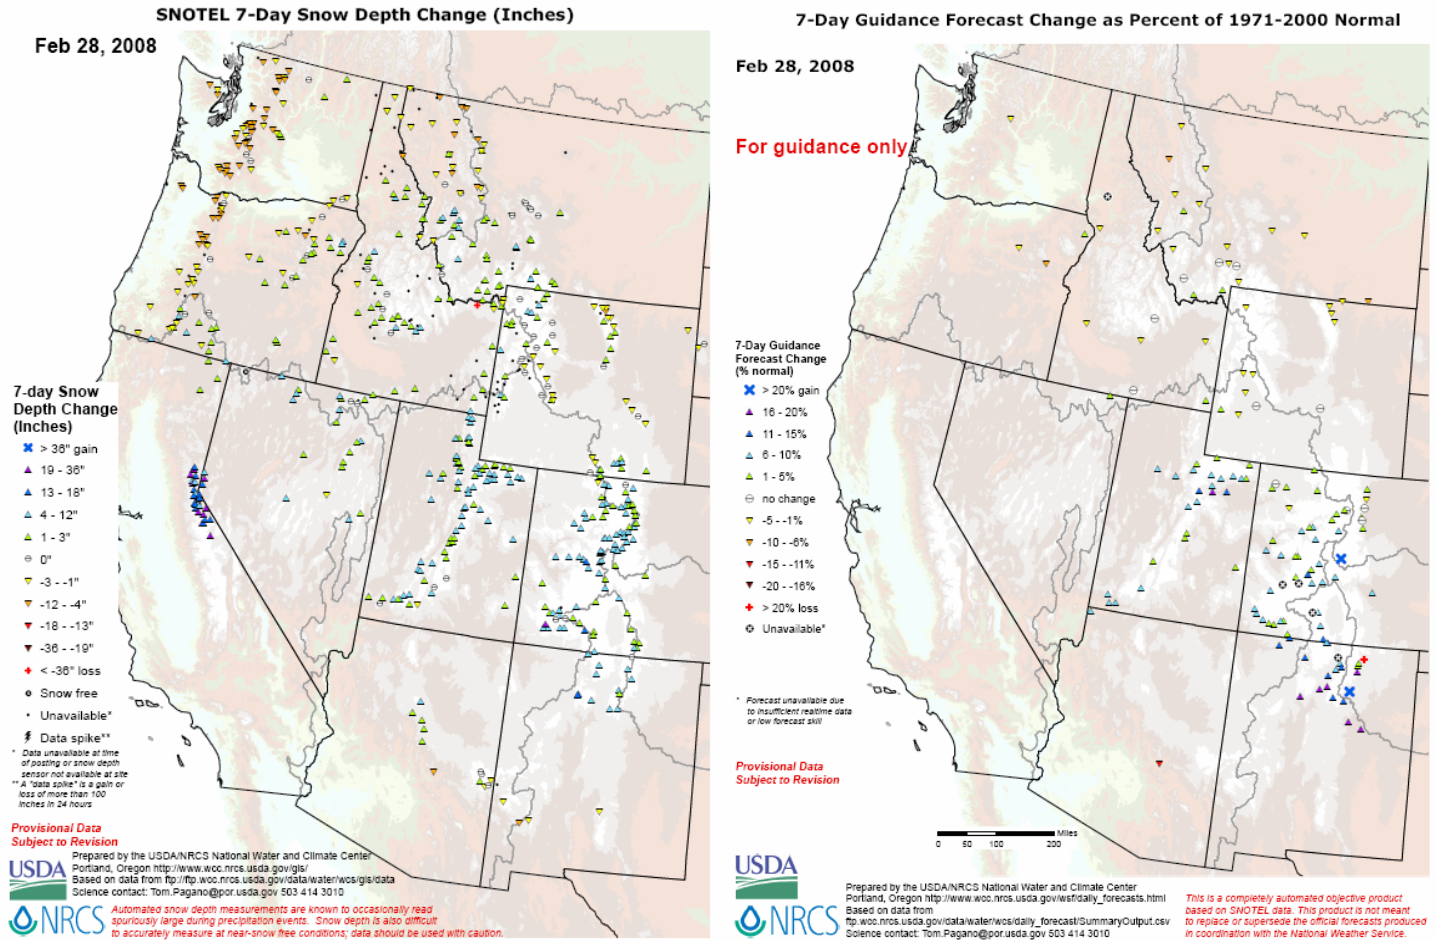 SNOTEL 7-Day Snow Depth Change (Inches)
Feb 28, 2008
7-day Snow
Depth Change
(Inches)
> 36" gain
19 - 36"
13 - 18"
4 - 12"
1 - 3"
0"
-3 - -1"
-12 - -4"
-18 - -13"
-36 - -19"
< -36" loss
Snow free
Unavailable*
Data spike**
* Data unavailable at time
of posting or snow depth
sensor not available at site
** A "data spike" is a gain or
loss of more than 100
inches in 24 hours
Provisional Data
Subject to Revision
USDA
NRCS
Prepared by the USDA/NRCS National Water and Climate Center
Portland, Oregon http://www.wcc.nrcs.usda.gov/gis/
Based on data from ftp://ftp.wcc.nrcs.usda.gov/data/water/wcs/gis/data
Science contact: Tom.Pagano@por.usda.gov 503 414 3010
Automated snow depth measurements are known to occasionally read
spuriously large during precipitation events. Snow depth is also difficult
to accurately measure at near-snow free conditions; data should be used with caution.
7-Day Guidance Forecast Change as Percent of 1971-2000 Normal
Feb 28, 2008
For guidance only
7-Day Guidance
Forecast Change
(% normal)
> 20% gain
16 - 20%
11 - 15%
6 - 10%
1 - 5%
no change
-5 - -1%
-10 - -6%
-15 - -11%
-20 - -16%
> 20% loss
Unavailable*
* Forecast unavailable due
to insufficient realtime data
or low forecast skill
Provisional Data
Subject to Revision
Miles
0 50 100 200
USDA
NRCS
Prepared by the USDA/NRCS National Water and Climate Center
Portland, Oregon http://www.wcc.nrcs.usda.gov/wsf/daily_forecasts.html
Based on data from
ftp.wcc.nrcs.usda.gov/data/water/wcs/daily_forecast/SummaryOutput.csv
Science contact: Tom.Pagano@por.usda.gov 503 414 3010
This is a completely automated objective product
based on SNOTEL data. This product is not meant
to replace or supersede the official forecasts produced
in coordination with the National Weather Service.